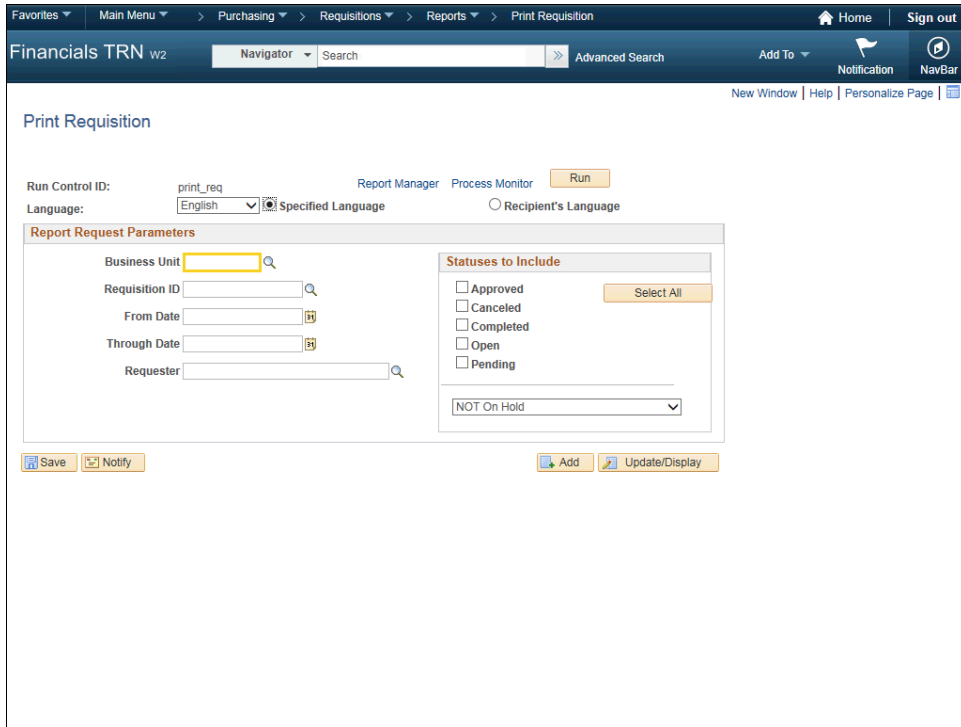 Favorites Main Menu > Purchasing > Requisitions > Reports > Print Requisition Home Sign out
Financials TRN W2 Navigator Search >> Advanced Search Add To Notification NavBar
New Window | Help | Personalize Page |
Print Requisition
Run Control ID: print_req Report Manager Process Monitor Run
Language: English Specified Language Recipient's Language
Report Request Parameters
Business Unit
Requisition ID
From Date 31
Through Date 31
Requester
Statuses to Include
Approved Select All
Canceled
Completed
Open
Pending
NOT On Hold
Save Notify Add Update/Display